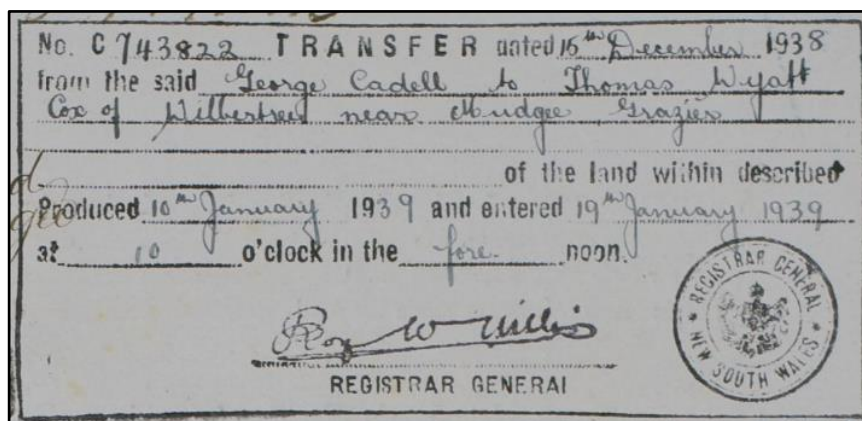 No. C 743822 TRANSFER dated 15th December 1938
from the said George Cadell to Thomas Wyatt
Cox of Wilbertree near Mudgee Grazier
of the land within described
Produced 10th January 1939 and entered 19th January 1939
at 10 o'clock in the fore noon.
REGISTRAR GENERAL
REGISTRAR GENERAL
NEW SOUTH WALES